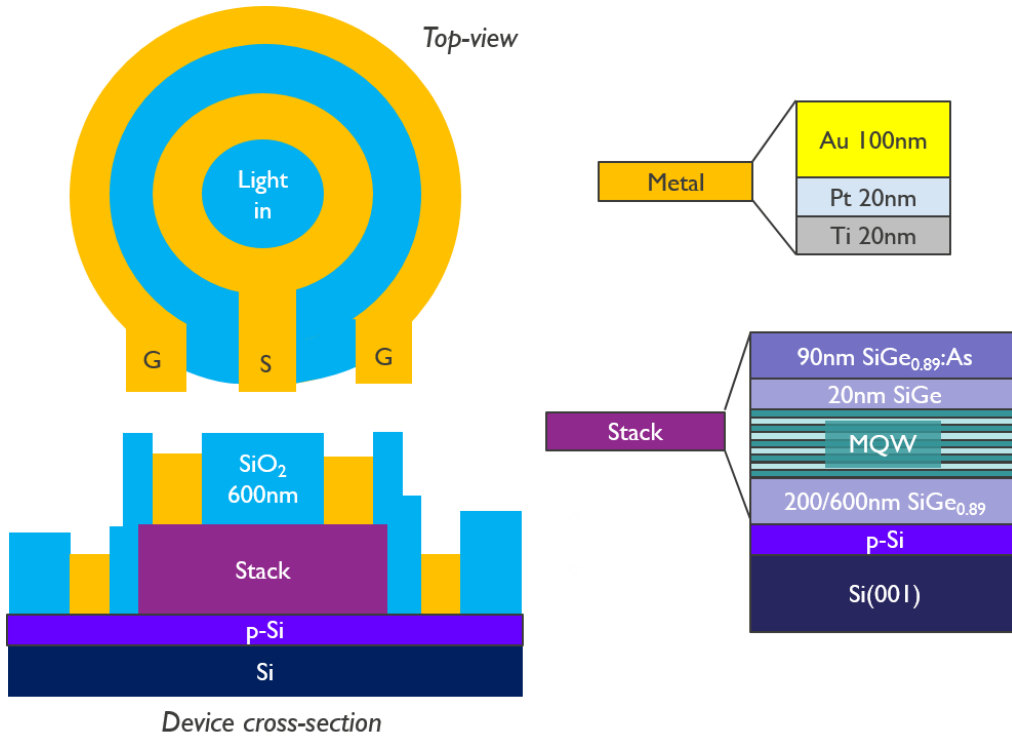 Top-view
Light
in
G
S
G
Metal
Au 100nm
Pt 20nm
Ti 20nm
SiO₂
600nm
Stack
p-Si
Si
Device cross-section
Stack
90nm SiGe₀.₈₉:As
20nm SiGe
MQW
200/600nm SiGe₀.₈₉
p-Si
Si(001)